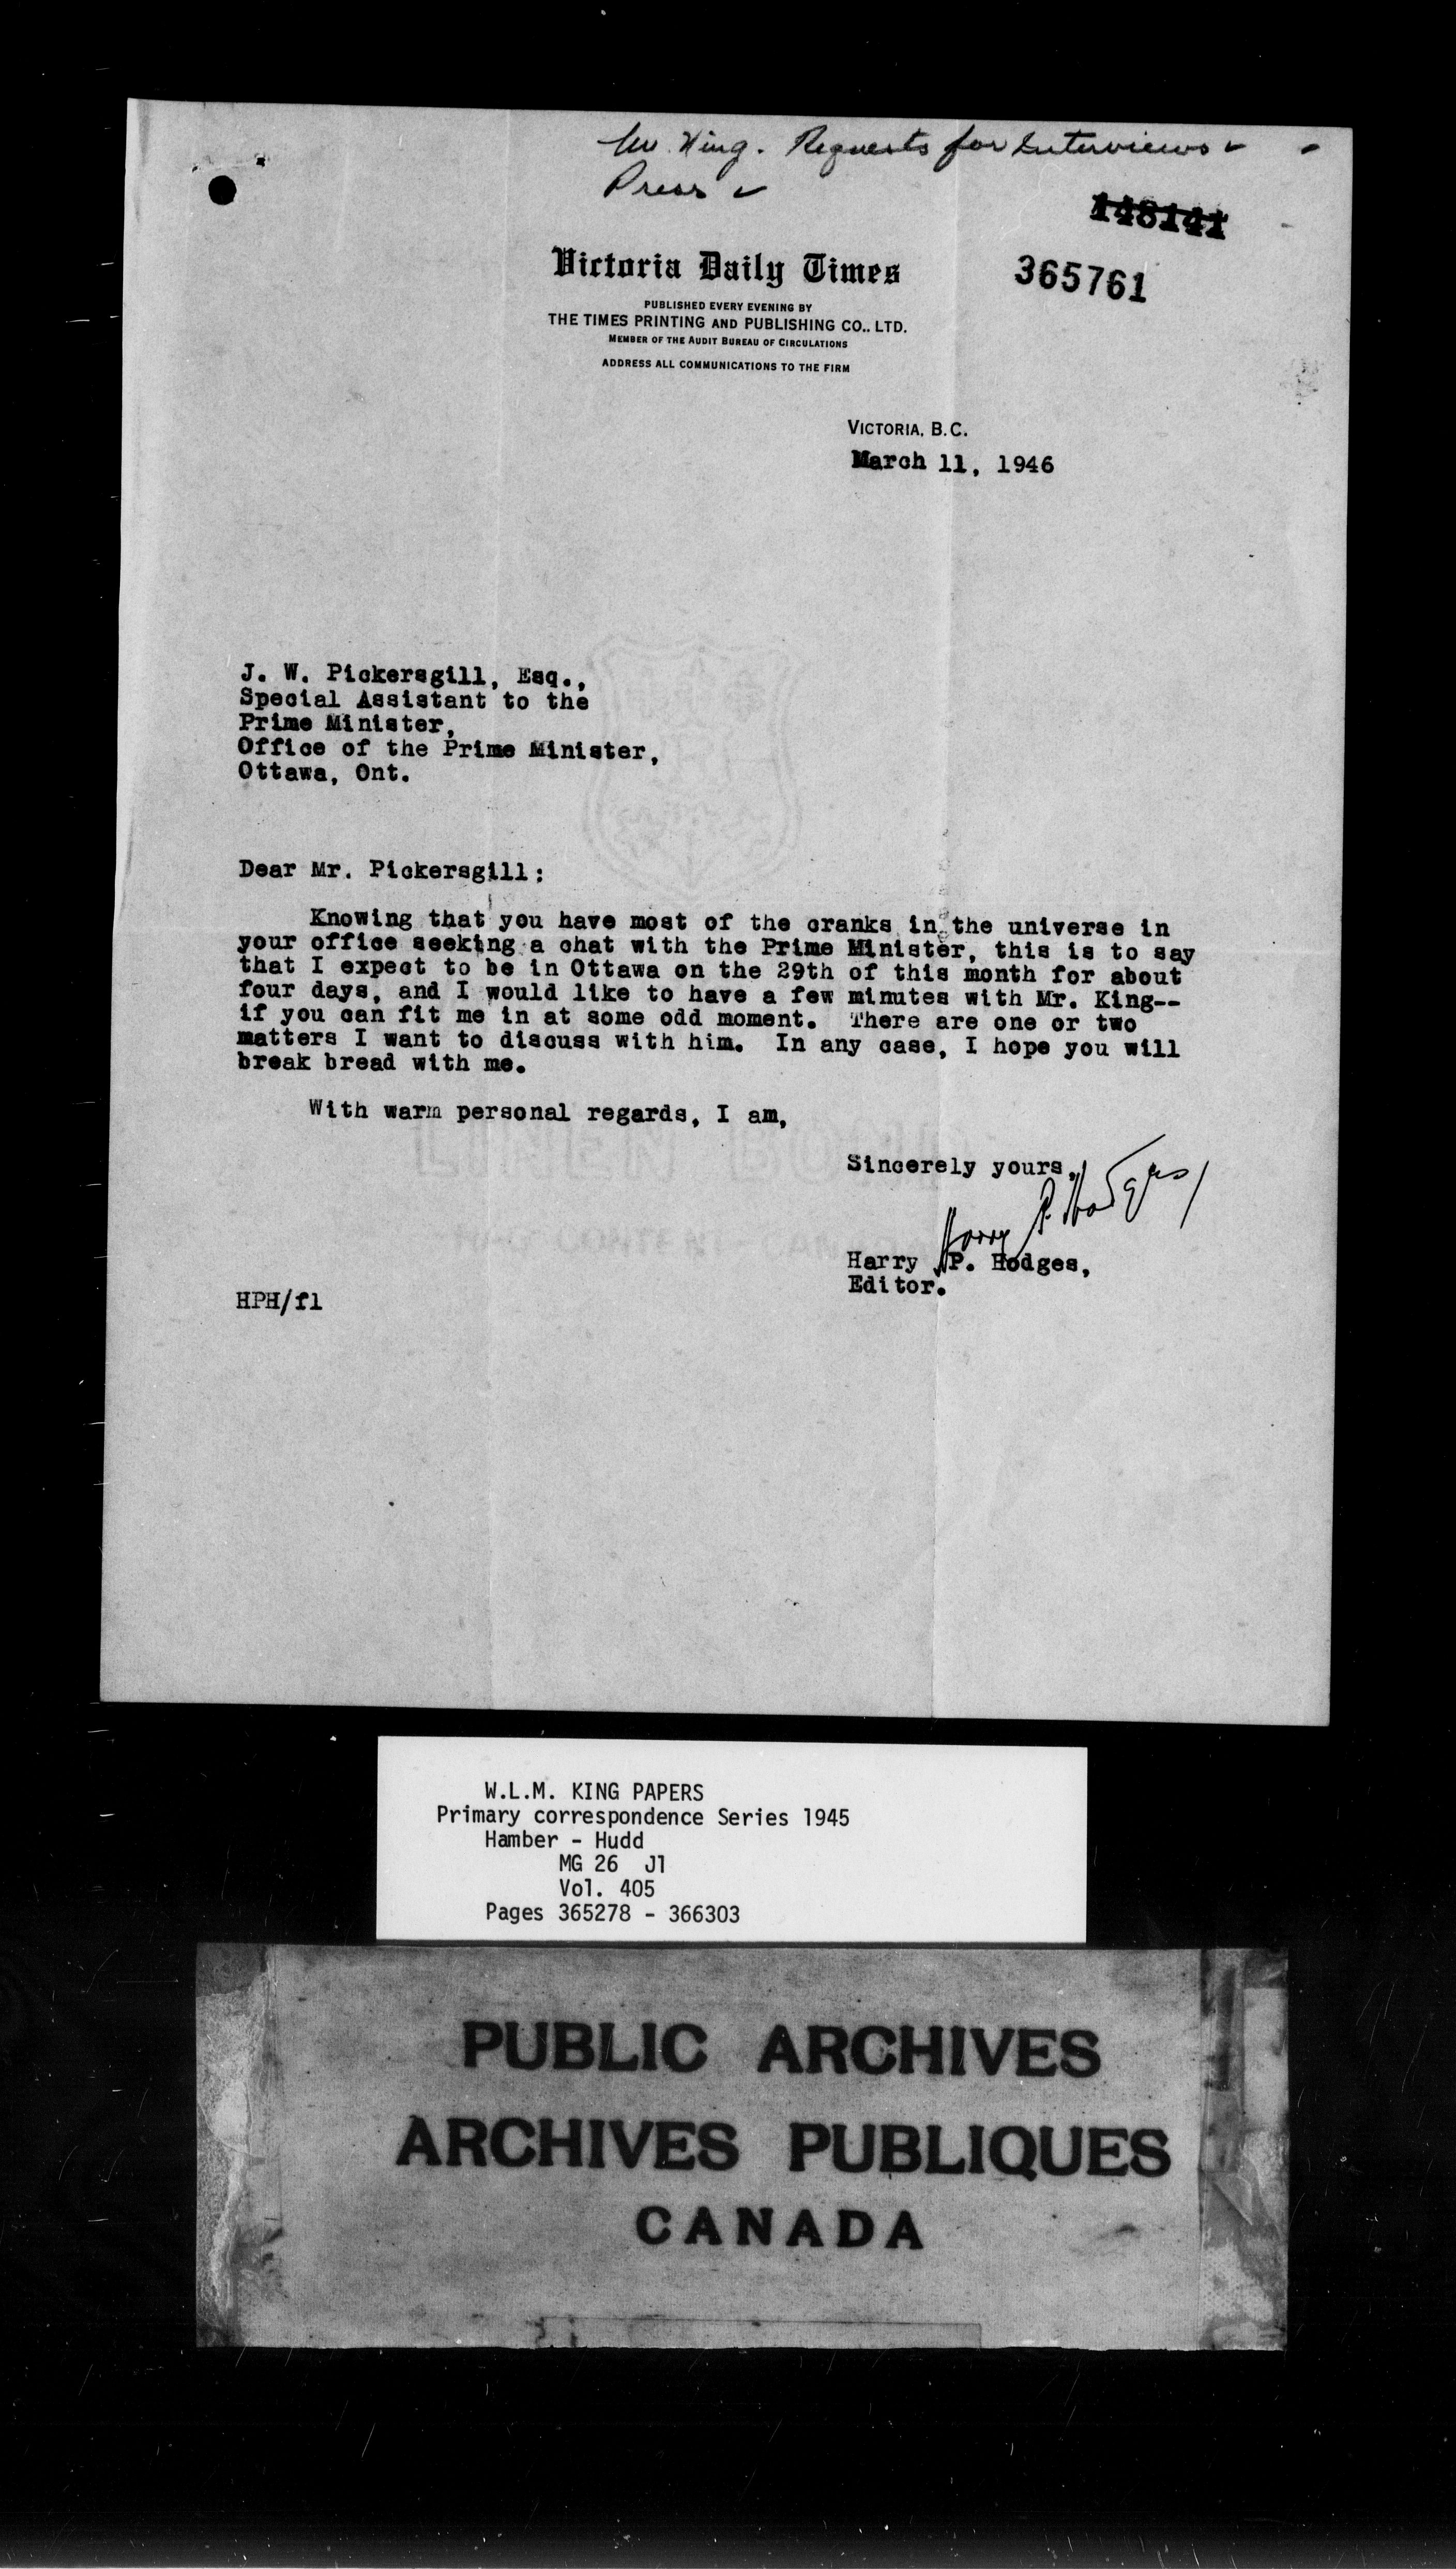 Mr. King. Requests for Interviews
Press
148141
365761
Victoria Daily Times
PUBLISHED EVERY EVENING BY
THE TIMES PRINTING AND PUBLISHING CO., LTD.
MEMBER OF THE AUDIT BUREAU OF CIRCULATIONS
ADDRESS ALL COMMUNICATIONS TO THE FIRM
VICTORIA, B.C.
March 11, 1946
J. W. Pickersgill, Esq.,
Special Assistant to the
Prime Minister,
Office of the Prime Minister,
Ottawa, Ont.
Dear Mr. Pickersgill:
Knowing that you have most of the cranks in the universe in
your office seeking a chat with the Prime Minister, this is to say
that I expect to be in Ottawa on the 29th of this month for about
four days, and I would like to have a few minutes with Mr. King--
if you can fit me in at some odd moment. There are one or two
matters I want to discuss with him. In any case, I hope you will
break bread with me.
With warm personal regards, I am,
LINEN BOND
Sincerely yours,
Harry P. Hodges
Harry P. Hodges,
Editor.
HPH/fl
W.L.M. KING PAPERS
Primary correspondence Series 1945
Hamber - Hudd
MG 26 J1
Vol. 405
Pages 365278 - 366303
PUBLIC ARCHIVES
ARCHIVES PUBLIQUES
CANADA